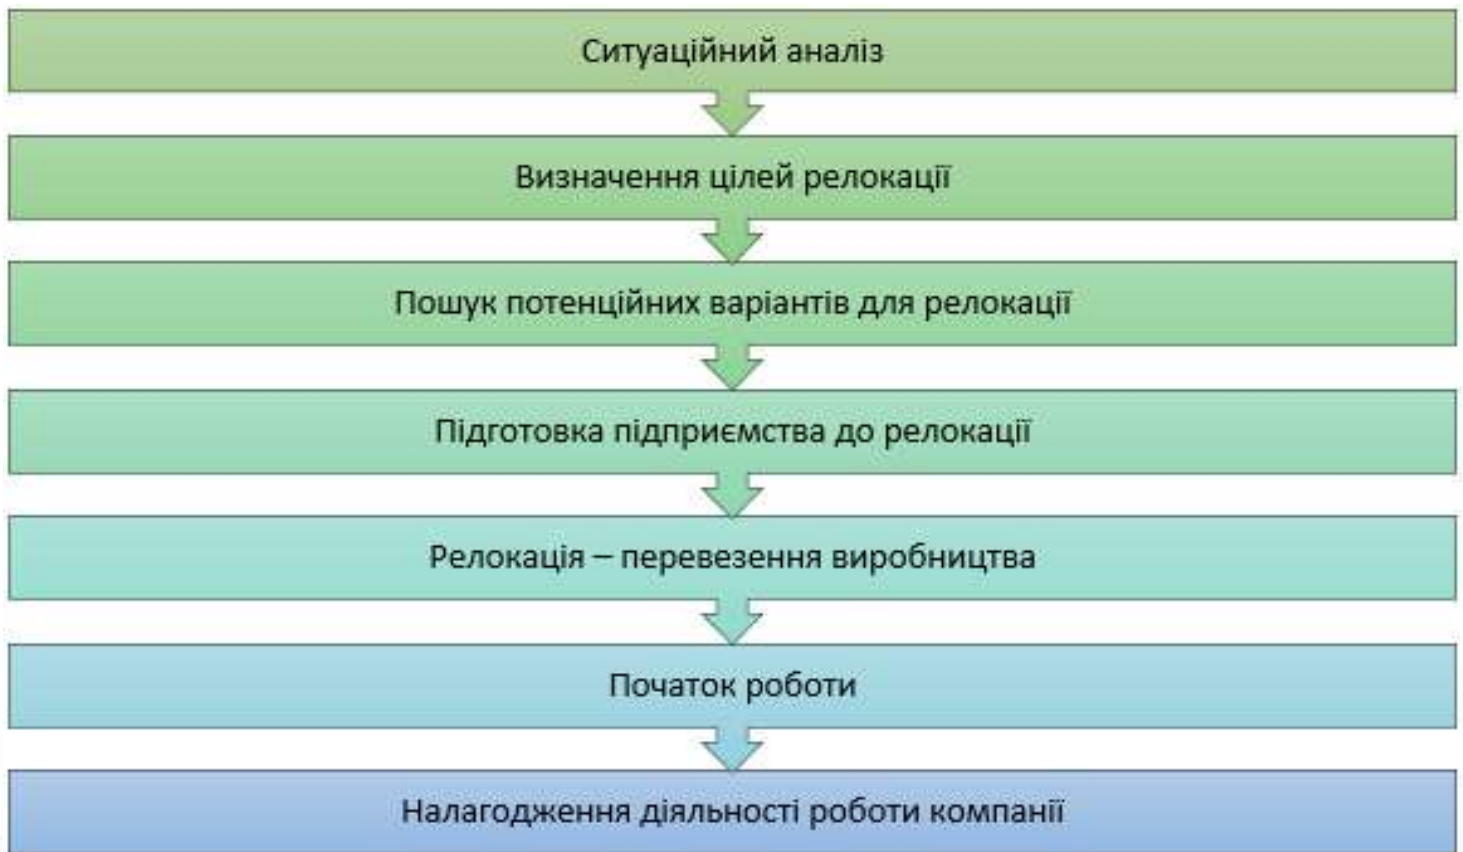 Ситуаційний аналіз
Визначення цілей релокації
Пошук потенційних варіантів для релокації
Підготовка підприємства до релокації
Релокація – перевезення виробництва
Початок роботи
Налагодження діяльності роботи компанії